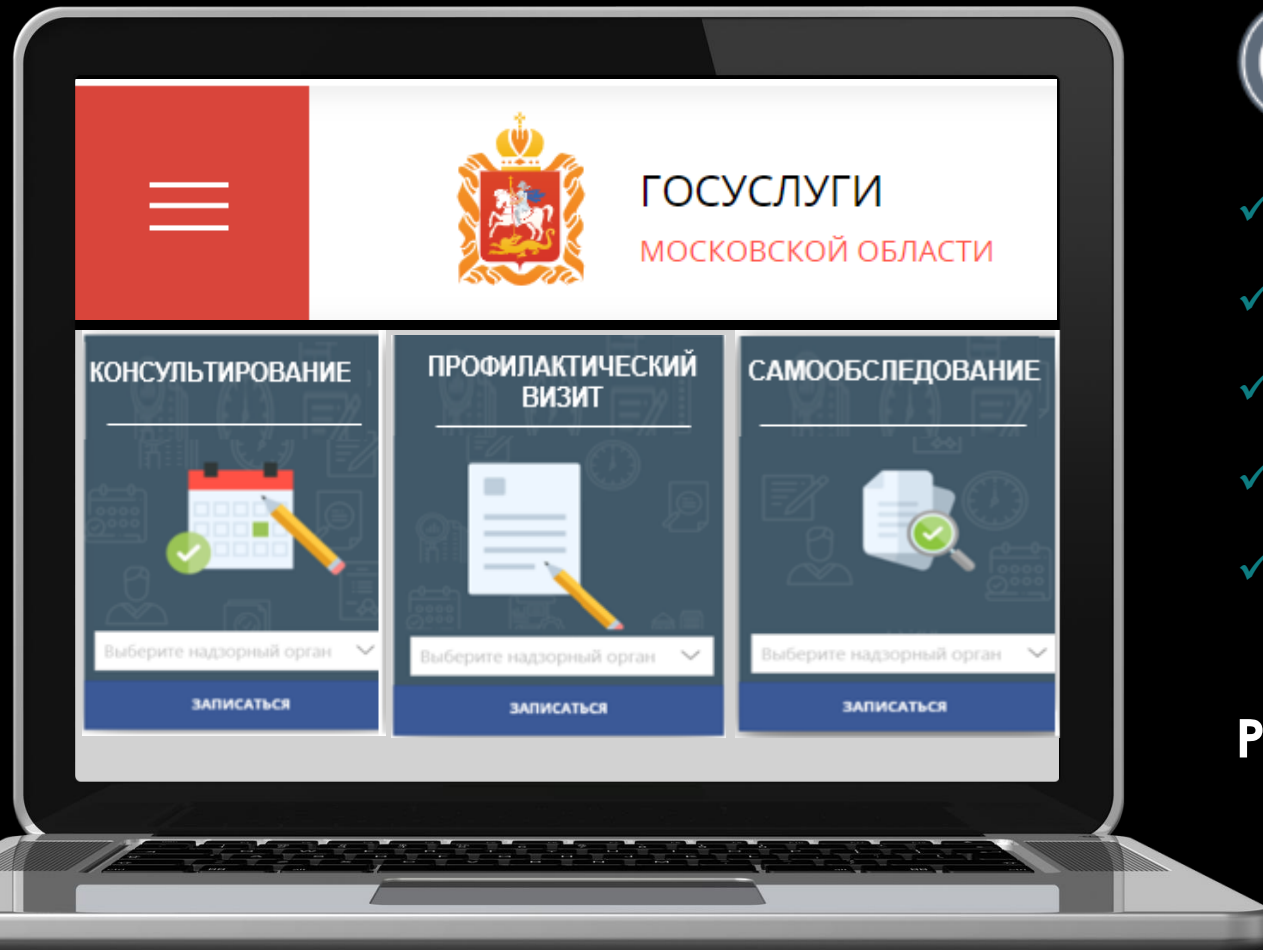 ГОСУСЛУГИ
МОСКОВСКОЙ ОБЛАСТИ
КОНСУЛЬТИРОВАНИЕ
Выберите надзорный орган
ЗАПИСАТЬСЯ
ПРОФИЛАКТИЧЕСКИЙ
ВИЗИТ
Выберите надзорный орган
ЗАПИСАТЬСЯ
САМООБСЛЕДОВАНИЕ
Выберите надзорный орган
ЗАПИСАТЬСЯ
Р